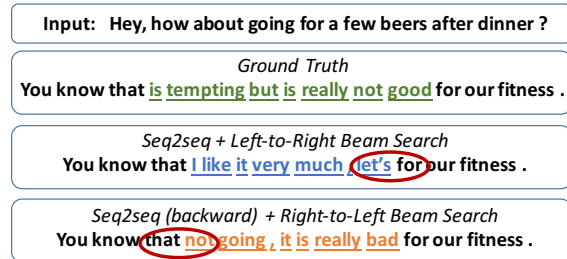 Input: Hey, how about going for a few beers after dinner ?
Ground Truth
You know that is tempting but is really not good for our fitness .
Seq2seq + Left-to-Right Beam Search
You know that I like it very much , let's for our fitness .
Seq2seq (backward) + Right-to-Left Beam Search
You know that not going , it is really bad for our fitness .